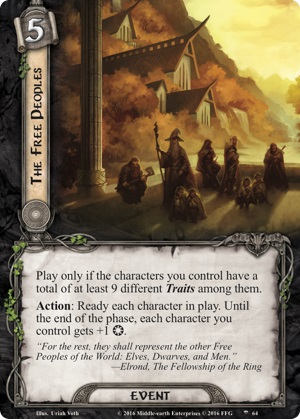 5
THE FREE PEOPLES
Play only if the characters you control have a
total of at least 9 different Traits among them.
Action: Ready each character in play. Until
the end of the phase, each character you
control gets +1
“For the rest, they shall represent the other Free
Peoples of the World: Elves, Dwarves, and Men.”
—Elrond, The Fellowship of the Ring
EVENT
Illus. Uriah Voth
© 2016 Middle-earth Enterprises © 2016 FFG
64